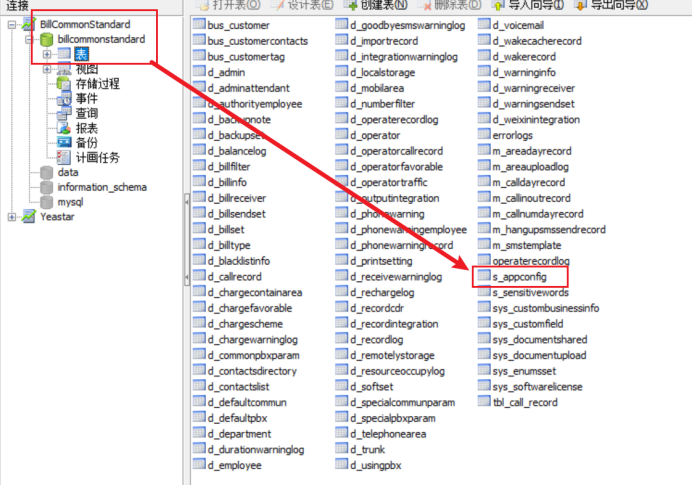 连接
BillCommonStandard
billcommonstandard
表
视图
存储过程
事件
查询
报表
备份
计画任务
data
information_schema
mysql
Yeastar
打开表(O) 设计表(E) 创建表(N) 删除表(D) 导入向导(I) 导出向导(X)
bus_customer
bus_customercontacts
bus_customertag
d_admin
d_adminattendant
d_authorityemployee
d_backupnote
d_backupset
d_balancelog
d_billfilter
d_billinfo
d_billreceiver
d_billsendset
d_billset
d_billtype
d_blacklistinfo
d_callrecord
d_chargecontainarea
d_chargefavorable
d_chargescheme
d_chargewarninglog
d_commonpbxparam
d_contactsdirectory
d_contactslist
d_defaultcommun
d_defaultpbx
d_department
d_durationwarninglog
d_employee
d_goodbyesmswarninglog
d_importrecord
d_integrationwarninglog
d_localstorage
d_mobilarea
d_numberfilter
d_operaterecordlog
d_operator
d_operatorcallrecord
d_operatorfavorable
d_operatortraffic
d_outputintegration
d_phonewarning
d_phonewarningemployee
d_phonewarningrecord
d_printsetting
d_receivewarninglog
d_rechargelog
d_recordcdr
d_recordintegration
d_recordlog
d_remotelystorage
d_resourceoccupylog
d_softset
d_specialcommunparam
d_specialpbxparam
d_telephonearea
d_trunk
d_usingpbx
d_voicemail
d_wakecacherecord
d_wakerecord
d_warninginfo
d_warningreceiver
d_warningsendset
d_weixinintegration
errorlogs
m_areadayrecord
m_areauploadlog
m_calldayrecord
m_callinoutrecord
m_callnumdayrecord
m_hangupsmssendrecord
m_smstemplate
operaterecordlog
s_appconfig
s_sensitivewords
sys_custombusinessinfo
sys_customfield
sys_documentshared
sys_documentupload
sys_enumsset
sys_softwarelicense
tbl_call_record